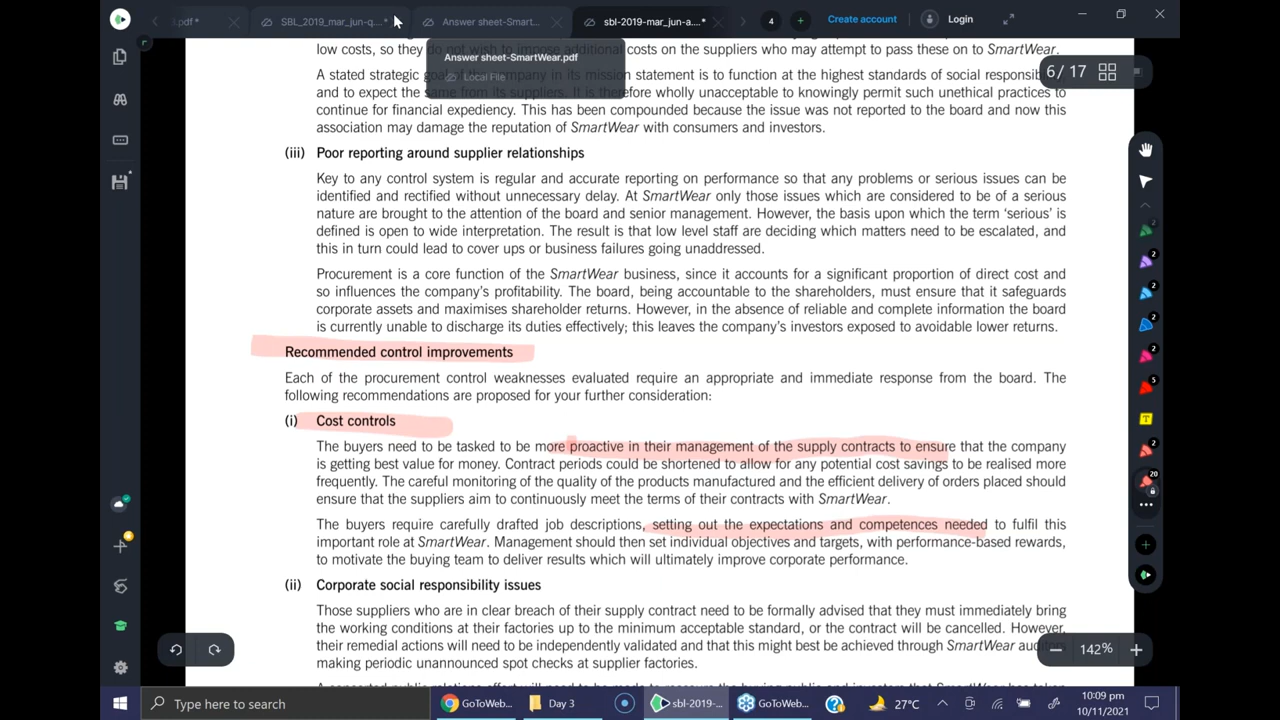 i.pdf *
SBL_2019_mar_jun-q....*
Answer sheet-Smart...
sbl-2019-mar_jun-a....*
4
Create account
Login
Answer sheet-SmartWear.pdf
Local File
6/17
low costs, so they do not wish to impose additional costs on the suppliers who may attempt to pass these on to SmartWear.
A stated strategic goal of the company in its mission statement is to function at the highest standards of social responsibility
and to expect the same from its suppliers. It is therefore wholly unacceptable to knowingly permit such unethical practices to
continue for financial expediency. This has been compounded because the issue was not reported to the board and now this
association may damage the reputation of SmartWear with consumers and investors.
(iii) Poor reporting around supplier relationships
Key to any control system is regular and accurate reporting on performance so that any problems or serious issues can be
identified and rectified without unnecessary delay. At SmartWear only those issues which are considered to be of a serious
nature are brought to the attention of the board and senior management. However, the basis upon which the term 'serious' is
defined is open to wide interpretation. The result is that low level staff are deciding which matters need to be escalated, and
this in turn could lead to cover ups or business failures going unaddressed.
Procurement is a core function of the SmartWear business, since it accounts for a significant proportion of direct cost and
so influences the company's profitability. The board, being accountable to the shareholders, must ensure that it safeguards
corporate assets and maximises shareholder returns. However, in the absence of reliable and complete information the board
is currently unable to discharge its duties effectively; this leaves the company's investors exposed to avoidable lower returns.
Recommended control improvements
Each of the procurement control weaknesses evaluated require an appropriate and immediate response from the board. The
following recommendations are proposed for your further consideration:
(i) Cost controls
The buyers need to be tasked to be more proactive in their management of the supply contracts to ensure that the company
is getting best value for money. Contract periods could be shortened to allow for any potential cost savings to be realised more
frequently. The careful monitoring of the quality of the products manufactured and the efficient delivery of orders placed should
ensure that the suppliers aim to continuously meet the terms of their contracts with SmartWear.
The buyers require carefully drafted job descriptions, setting out the expectations and competences needed to fulfil this
important role at SmartWear. Management should then set individual objectives and targets, with performance-based rewards,
to motivate the buying team to deliver results which will ultimately improve corporate performance.
(ii) Corporate social responsibility issues
Those suppliers who are in clear breach of their supply contract need to be formally advised that they must immediately bring
the working conditions at their factories up to the minimum acceptable standard, or the contract will be cancelled. However,
their remedial actions will need to be independently validated and that this might best be achieved through SmartWear auditors
making periodic unannounced spot checks at supplier factories.
142%
Type here to search
GoToWeb...
Day 3
sbl-2019-...
GoToWeb...
27°C
10:09 pm
10/11/2021